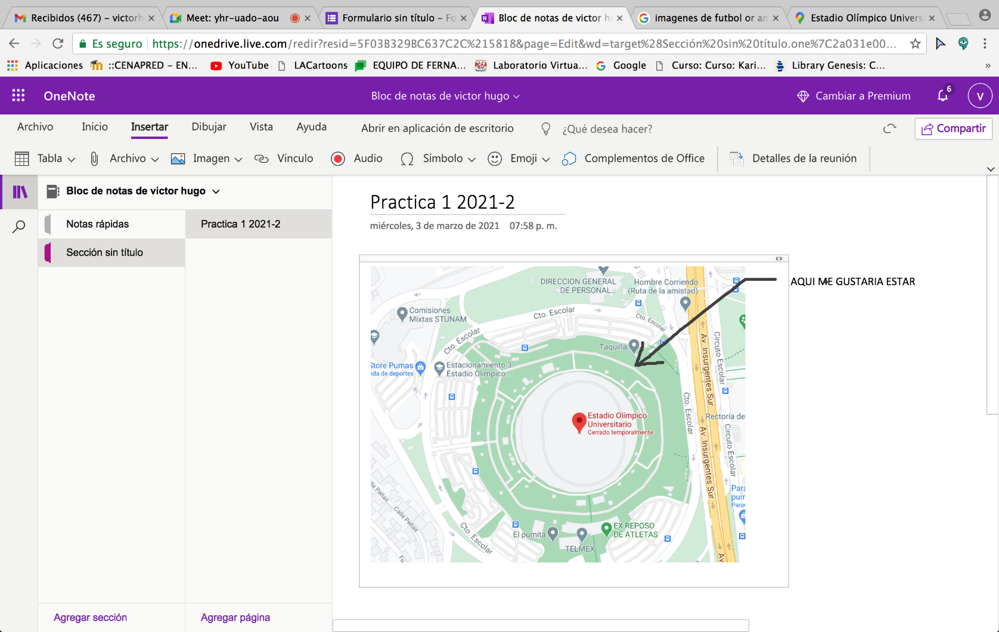 Recibidos (467) – victorh
Meet: yhr-uado-aou
Formulario sin título – Fo
Bloc de notas de victor h
imagenes de futbol or am
Estadio Olímpico Universi
Es seguro
https://onedrive.live.com/redir?resid=5F03B329BC637C2C%215818&page=Edit&wd=target%28Sección%20sin%20título.one%7C2a031e00...
Aplicaciones
::CENAPRED – EN...
YouTube
LACartoons
EQUIPO DE FERNA...
Laboratorio Virtua...
Google
Curso: Curso: Kari...
Library Genesis: C...
»
OneNote
Bloc de notas de victor hugo
Cambiar a Premium
6
V
Archivo
Inicio
Insertar
Dibujar
Vista
Ayuda
Abrir en aplicación de escritorio
¿Qué desea hacer?
Compartir
Tabla
Archivo
Imagen
Vínculo
Audio
Símbolo
Emoji
Complementos de Office
Detalles de la reunión
Bloc de notas de victor hugo
Notas rápidas
Sección sin título
Practica 1 2021-2
Agregar sección
Agregar página
Practica 1 2021-2
miércoles, 3 de marzo de 2021 07:58 p. m.
AQUI ME GUSTARIA ESTAR
DIRECCION GENERAL
DE PERSONAL...
Hombre Corriendo
(Ruta de la amistad)
Comisiones
Mixtas STUNAM
Cto. Escolar
Cto. Escolar
Cto. Escolar
Taquilla
Store Pumas
nda de deportes
Estacionamiento 3
Estadio Olímpico...
Av. Insurgentes Sur
Circuto Escolar
Cto. Escolar
Estadio Olímpico
Universitario
Cerrado temporalmente
Rectoría de
Av. Insurgentes Sur
Circuto Escolar
Para
pum
Parad
lle Peñas
Calle Peñas
Cto. Escolar
El pumita
TELMEX
EX REPOSO
DE ATLETAS
Fu
Av